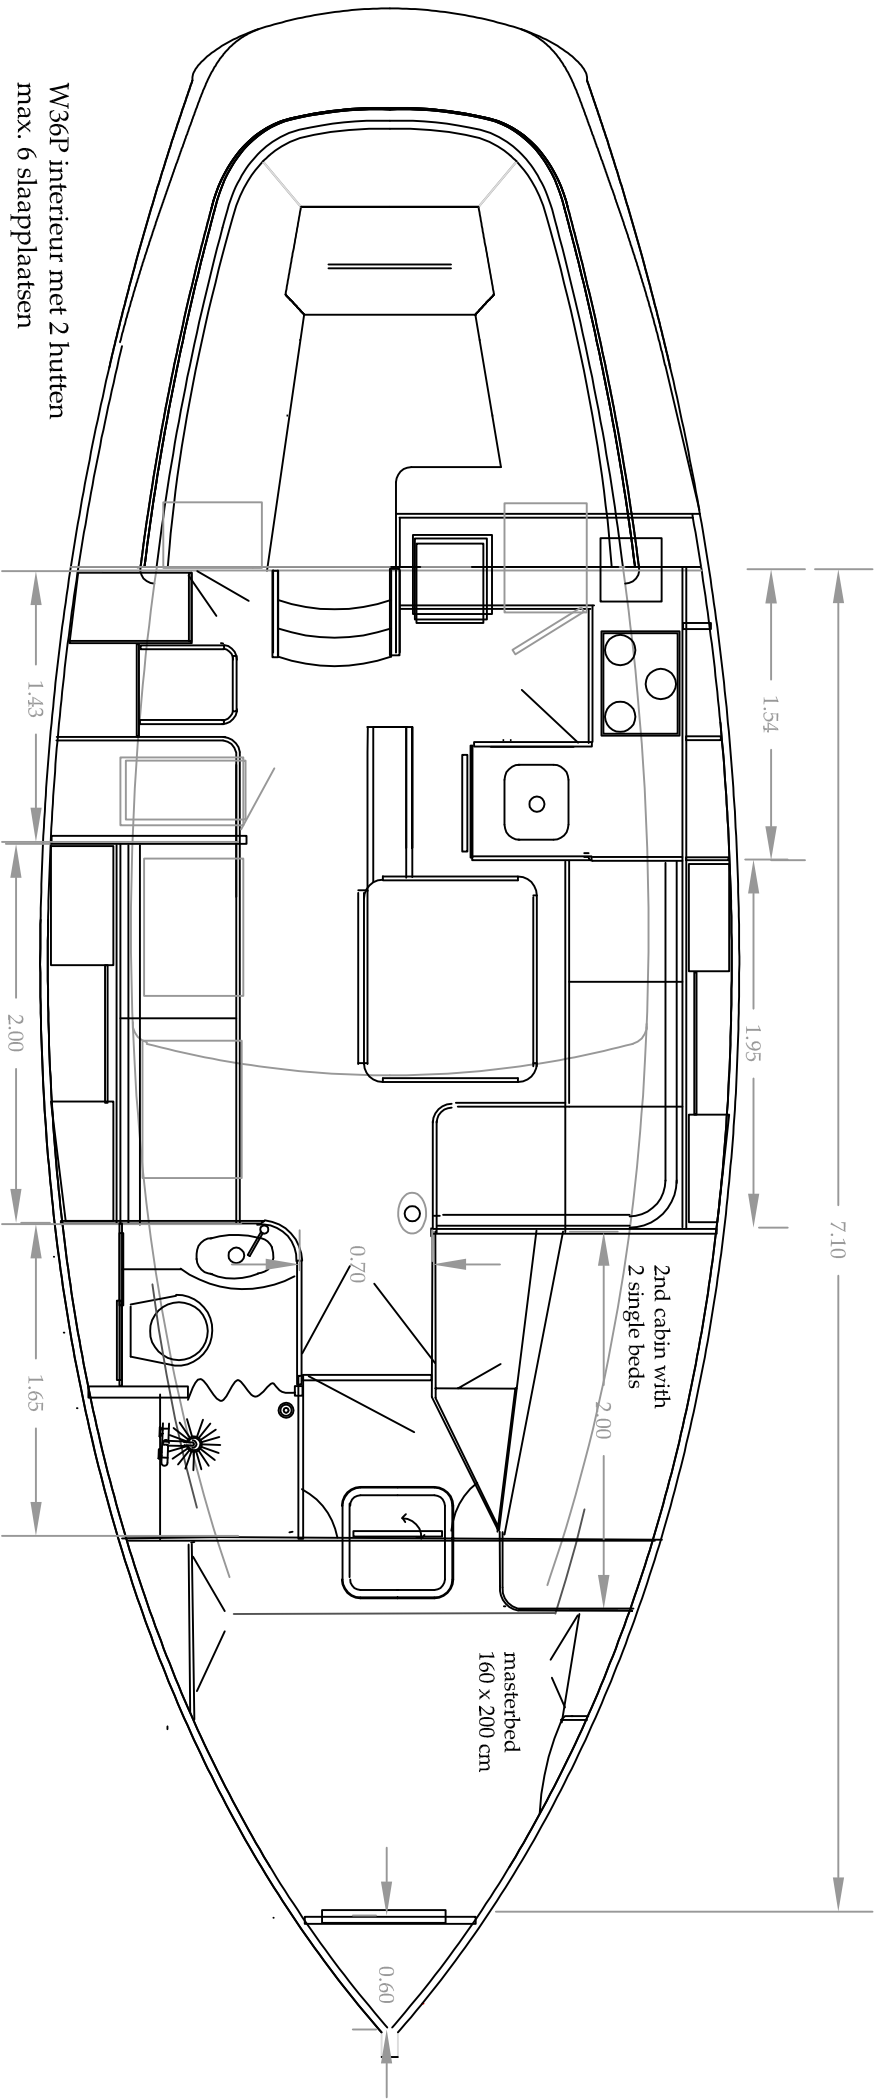 W36P interieur met 2 hutten
max. 6 slaapplaatsen
1.43
1.54
2.00
1.95
7.10
0.70
2nd cabin with
2 single beds
1.65
2.00
masterbed
160 x 200 cm
0.60